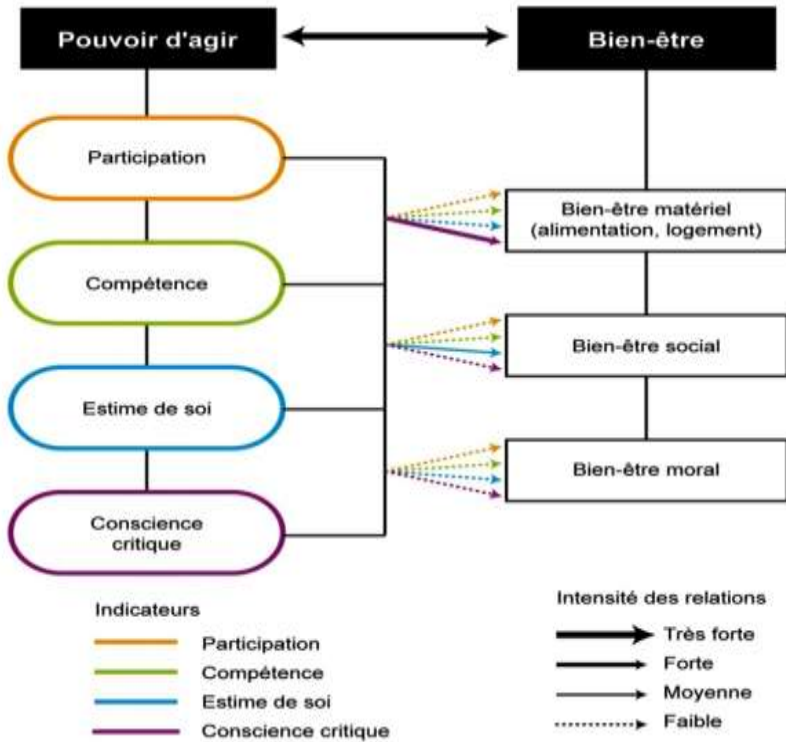 Pouvoir d'agir
Bien-être
Participation
Compétence
Estime de soi
Conscience
critique
Bien-être matériel
(alimentation, logement)
Bien-être social
Bien-être moral
Indicateurs
Participation
Compétence
Estime de soi
Conscience critique
Intensité des relations
Très forte
Forte
Moyenne
Faible